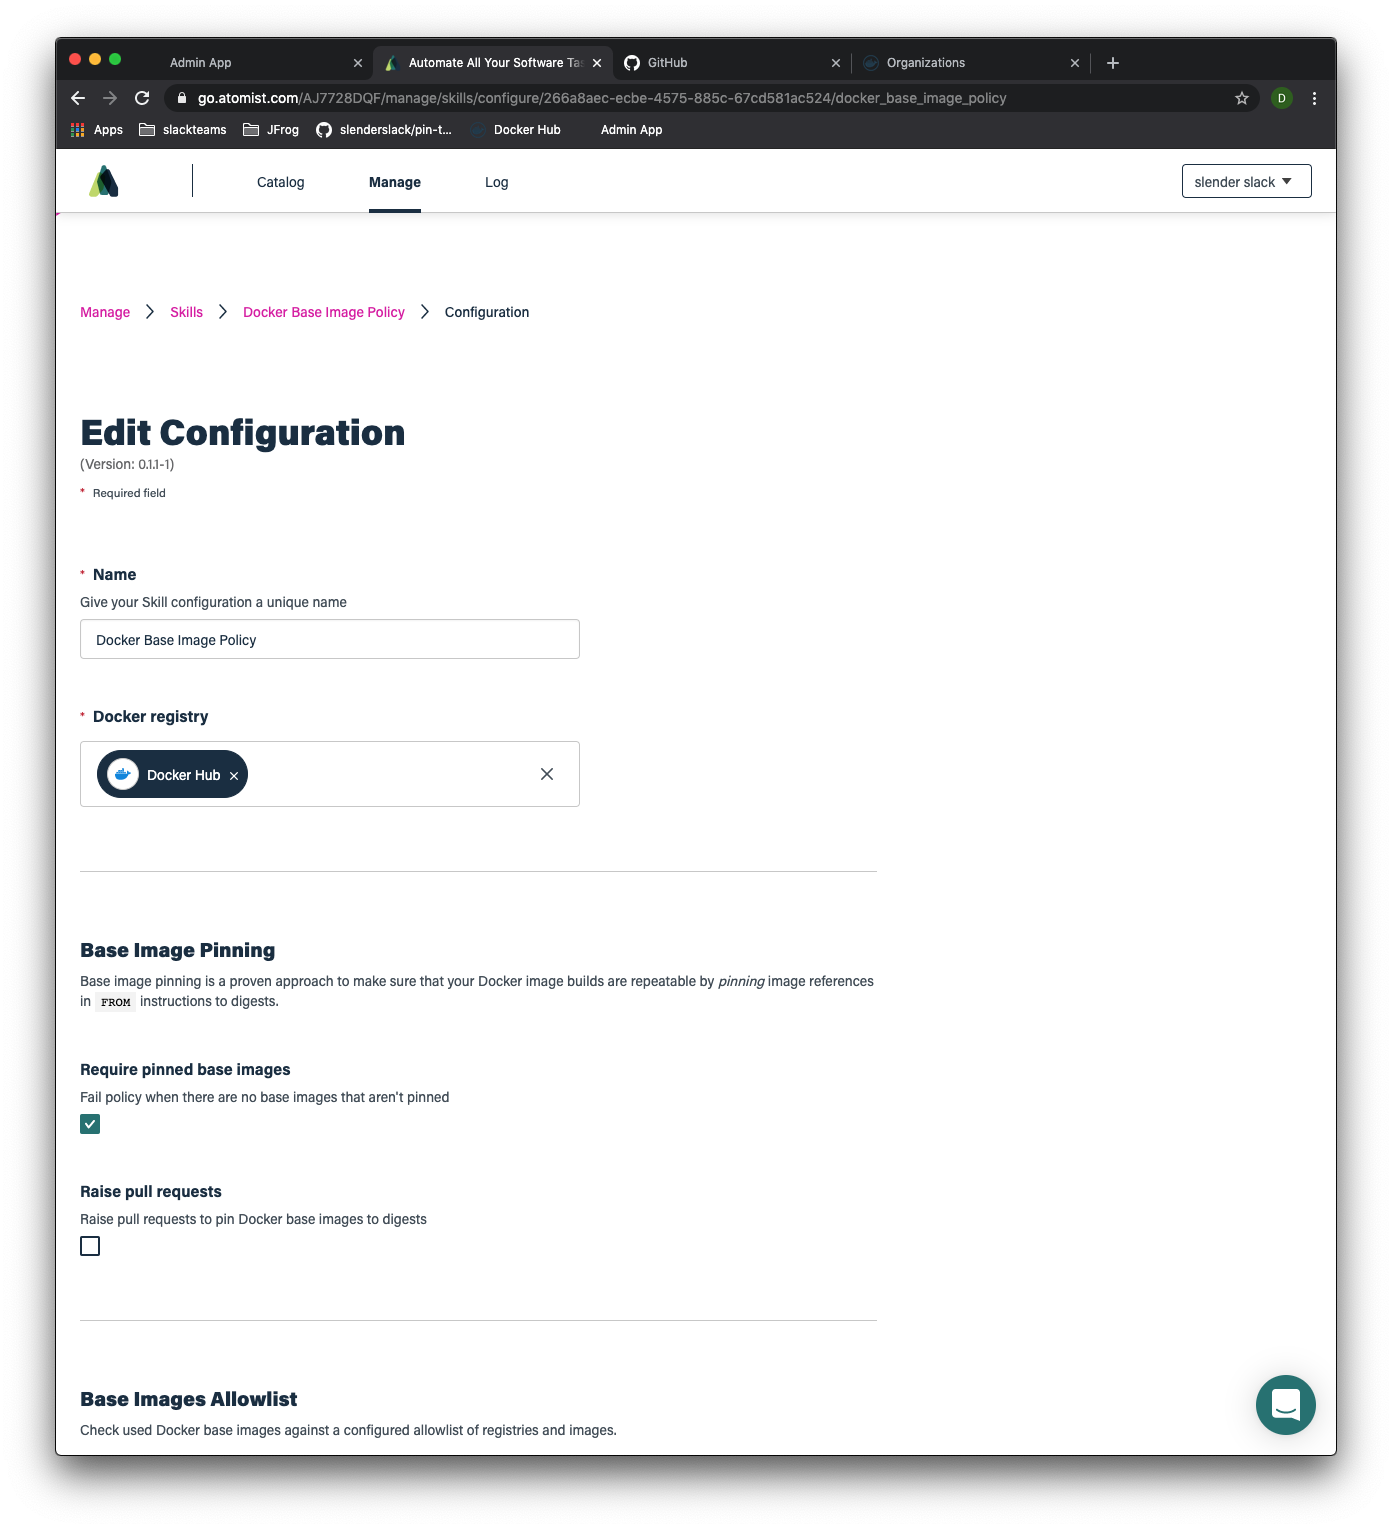 Admin App
Automate All Your Software Tas
GitHub
Organizations
go.atomist.com/AJ7728DQF/manage/skills/configure/266a8aec-ecbe-4575-885c-67cd581ac524/docker_base_image_policy
D
Apps
slackteams
JFrog
slenderslack/pin-t...
Docker Hub
Admin App
Catalog
Manage
Log
slender slack
Manage > Skills > Docker Base Image Policy > Configuration
Edit Configuration
(Version: 0.1.1-1)
* Required field
* Name
Give your Skill configuration a unique name
Docker Base Image Policy
* Docker registry
Docker Hub ×
Base Image Pinning
Base image pinning is a proven approach to make sure that your Docker image builds are repeatable by pinning image references
in FROM instructions to digests.
Require pinned base images
Fail policy when there are no base images that aren't pinned
Raise pull requests
Raise pull requests to pin Docker base images to digests
Base Images Allowlist
Check used Docker base images against a configured allowlist of registries and images.